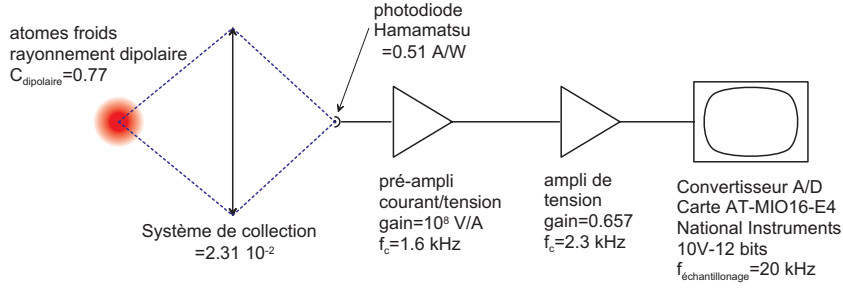 atomes froids
rayonnement dipolaire
C_dipolaire=0.77
photodiode
Hamamatsu
=0.51 A/W
Système de collection
=2.31 10⁻²
pré-ampli
courant/tension
gain=10⁸ V/A
f_c=1.6 kHz
ampli de
tension
gain=0.657
f_c=2.3 kHz
Convertisseur A/D
Carte AT-MIO16-E4
National Instruments
10V-12 bits
f_échantillonage=20 kHz